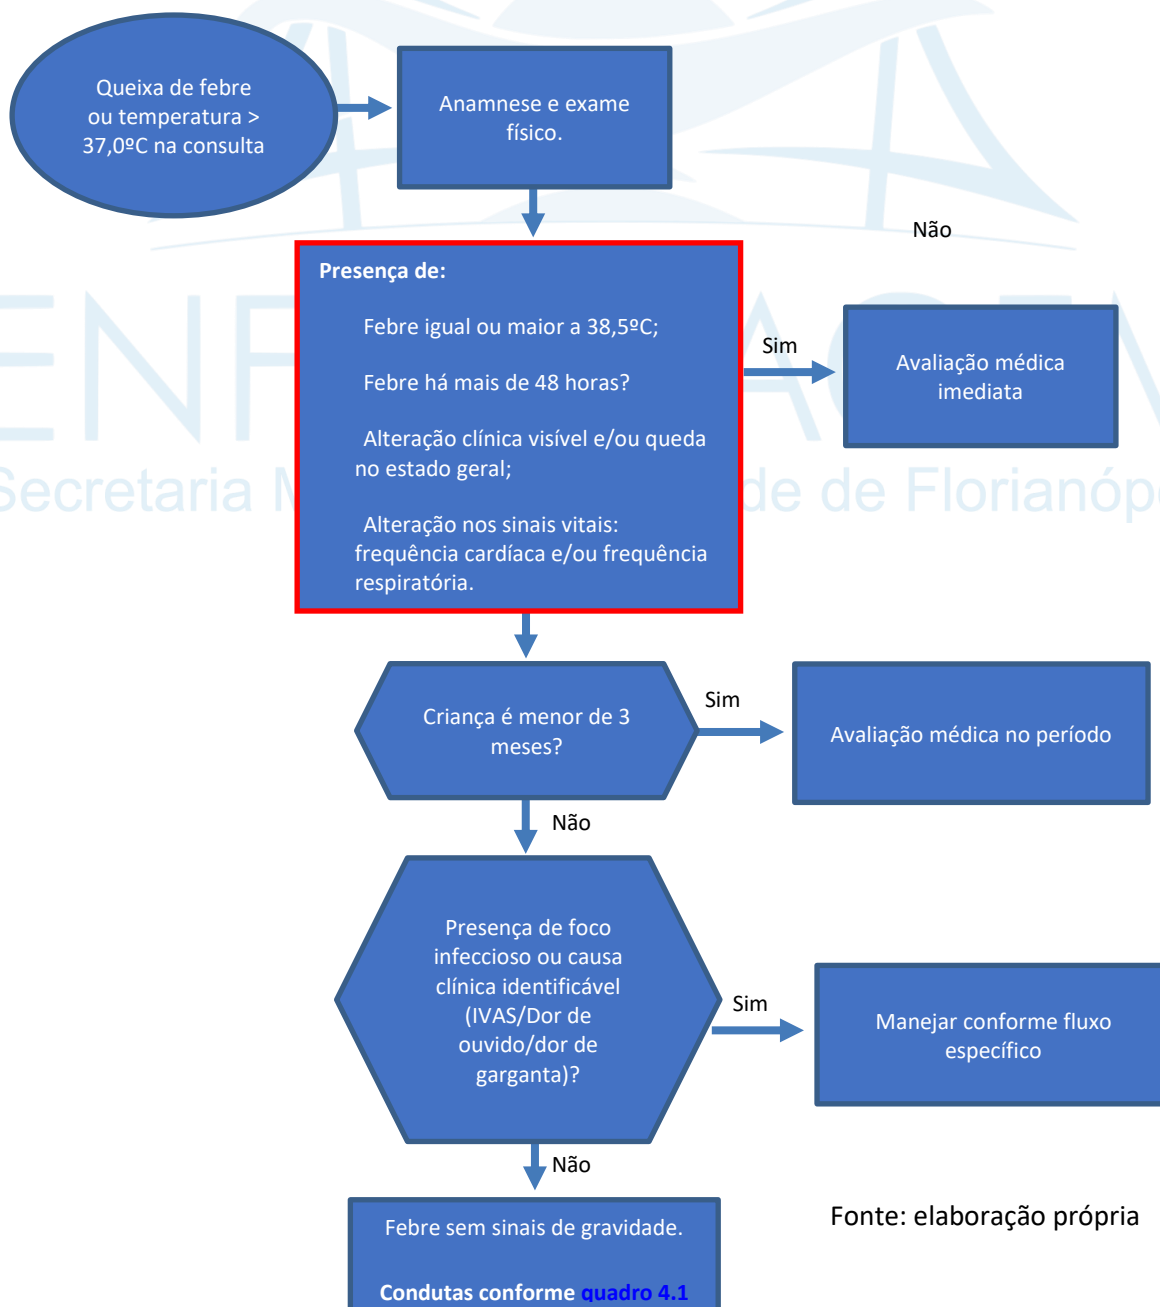 Queixa de febre
ou temperatura >
37,0ºC na consulta
Anamnese e exame
físico.
Não
Presença de:
Febre igual ou maior a 38,5ºC;
Febre há mais de 48 horas?
Alteração clínica visível e/ou queda
no estado geral;
Alteração nos sinais vitais:
frequência cardíaca e/ou frequência
respiratória.
Sim
Avaliação médica
imediata
Secretaria
de de Florianóp
Criança é menor de 3
meses?
Sim
Avaliação médica no período
Não
Presença de foco
infeccioso ou causa
clínica identificável
(IVAS/Dor de
ouvido/dor de
garganta)?
Sim
Manejar conforme fluxo
específico
Não
Febre sem sinais de gravidade.
Condutas conforme quadro 4.1
Fonte: elaboração própria